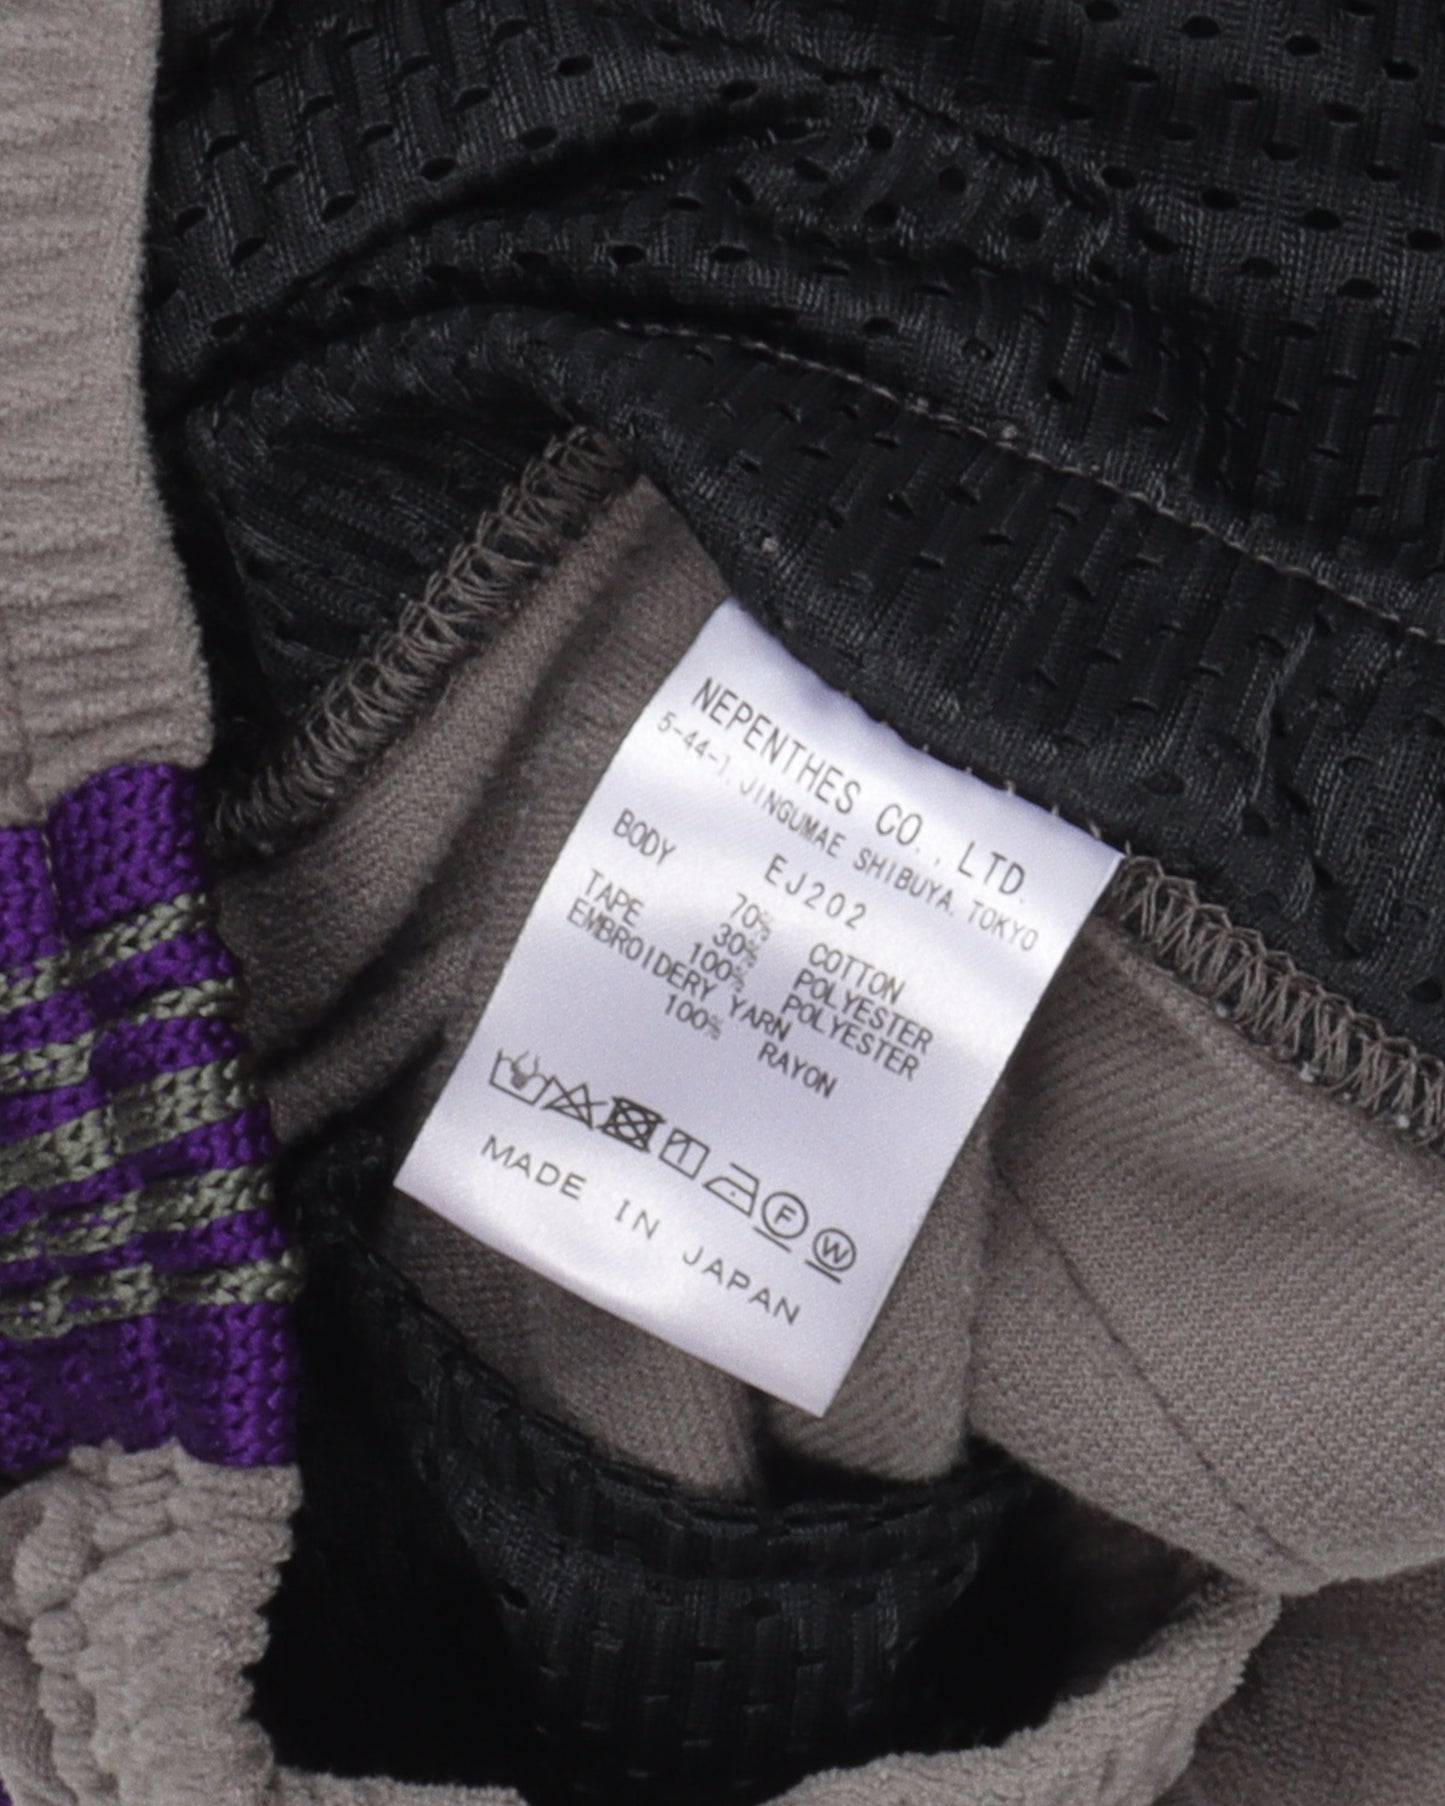 NEPENTHES CO., LTD.
5-44-1, JINGUMAE SHIBUYA, TOKYO
EJ202
BODY 70% COTTON
30% POLYESTER
TAPE 100% POLYESTER
EMBROIDERY YARN
100% RAYON
F W
MADE IN JAPAN